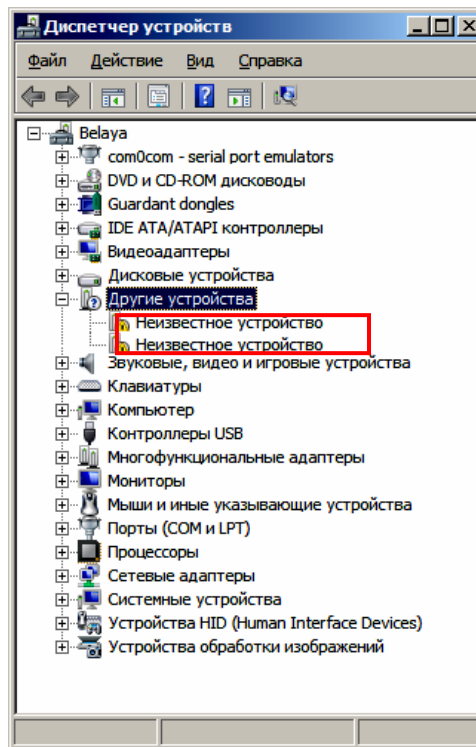 Диспетчер устройств
Файл Действие Вид Справка
Belaya
com0com - serial port emulators
DVD и CD-ROM дисководы
Guardant dongles
IDE ATA/ATAPI контроллеры
Видеоадаптеры
Дисковые устройства
Другие устройства
Неизвестное устройство
Неизвестное устройство
Звуковые, видео и игровые устройства
Клавиатуры
Компьютер
Контроллеры USB
Многофункциональные адаптеры
Мониторы
Мыши и иные указывающие устройства
Порты (COM и LPT)
Процессоры
Сетевые адаптеры
Системные устройства
Устройства HID (Human Interface Devices)
Устройства обработки изображений